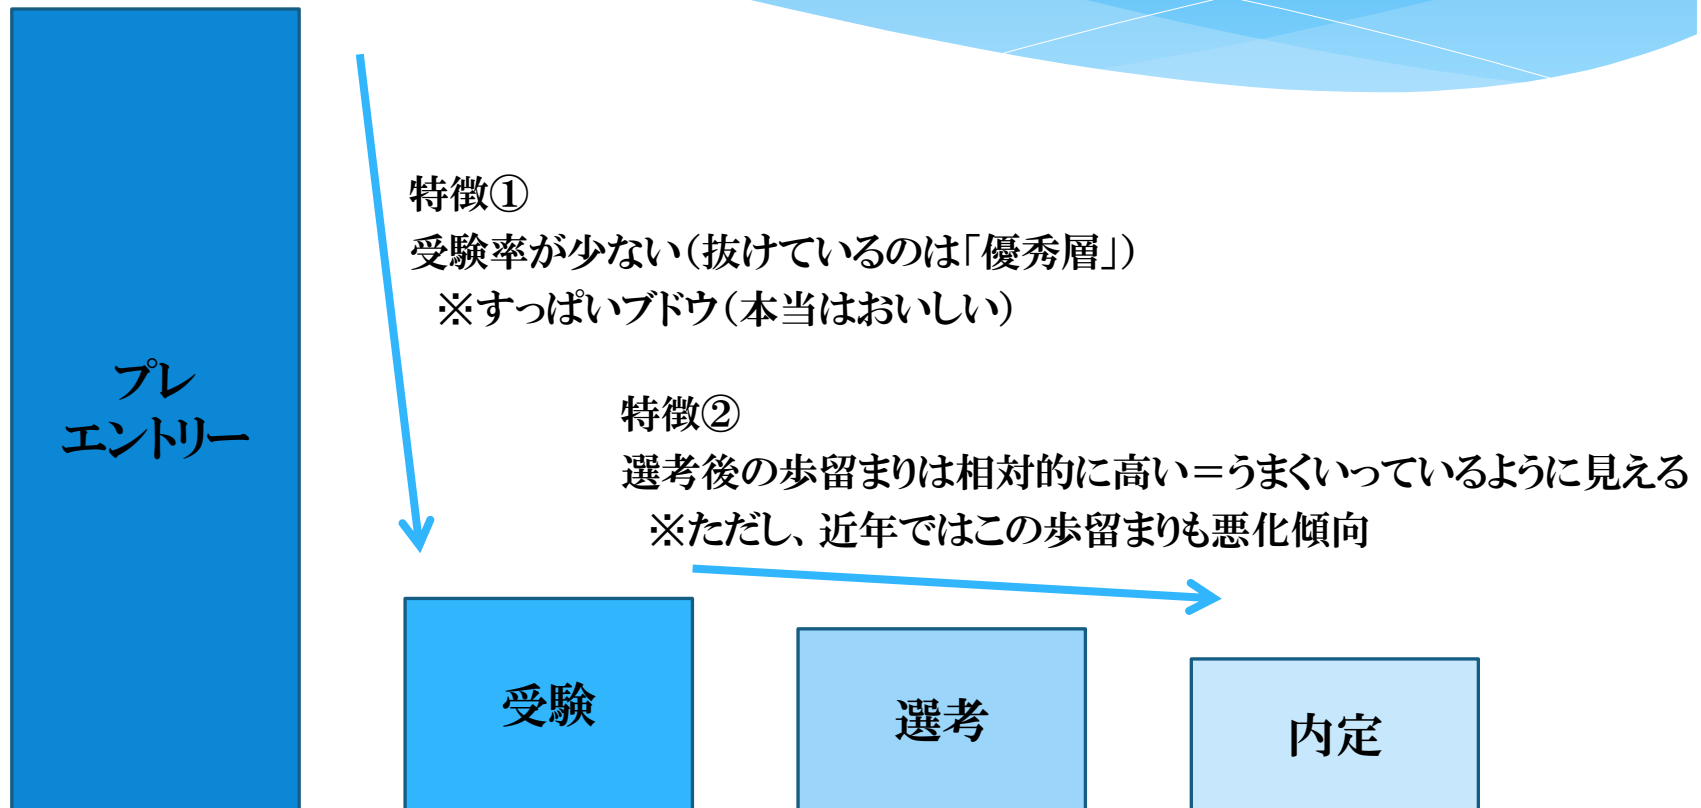 プレ
エントリー
特徴①
受験率が少ない(抜けているのは「優秀層」)
※すっぱいブドウ(本当はおいしい)
特徴②
選考後の歩留まりは相対的に高い=うまくいっているように見える
※ただし、近年ではこの歩留まりも悪化傾向
受験
選考
内定